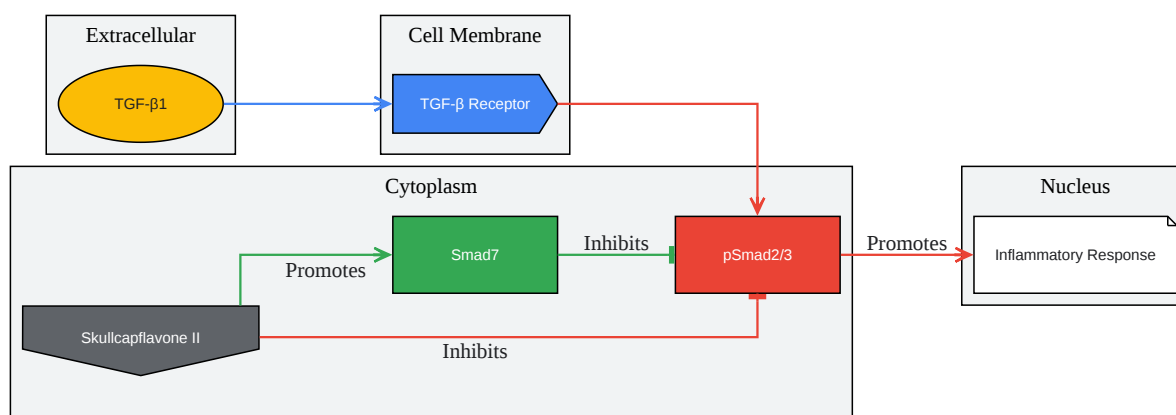 Extracellular
Cell Membrane
TGF-β1
TGF-β Receptor
Cytoplasm
Nucleus
Smad7
Inhibits
pSmad2/3
Promotes
Inflammatory Response
Promotes
Skullcapflavone II
Inhibits